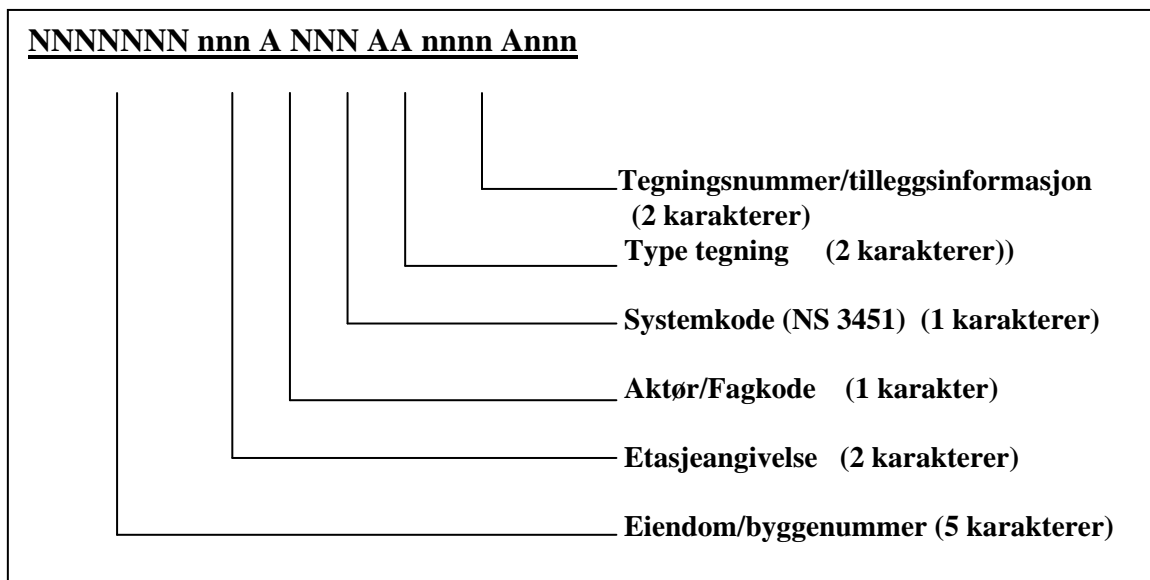 NNNNNNN nnn A NNN AA nnnn Annn
Tegningsnummer/tilleggsinformasjon
(2 karakterer)
Type tegning (2 karakterer))
Systemkode (NS 3451) (1 karakterer)
Aktør/Fagkode (1 karakter)
Etasjeangivelse (2 karakterer)
Eiendom/byggenummer (5 karakterer)